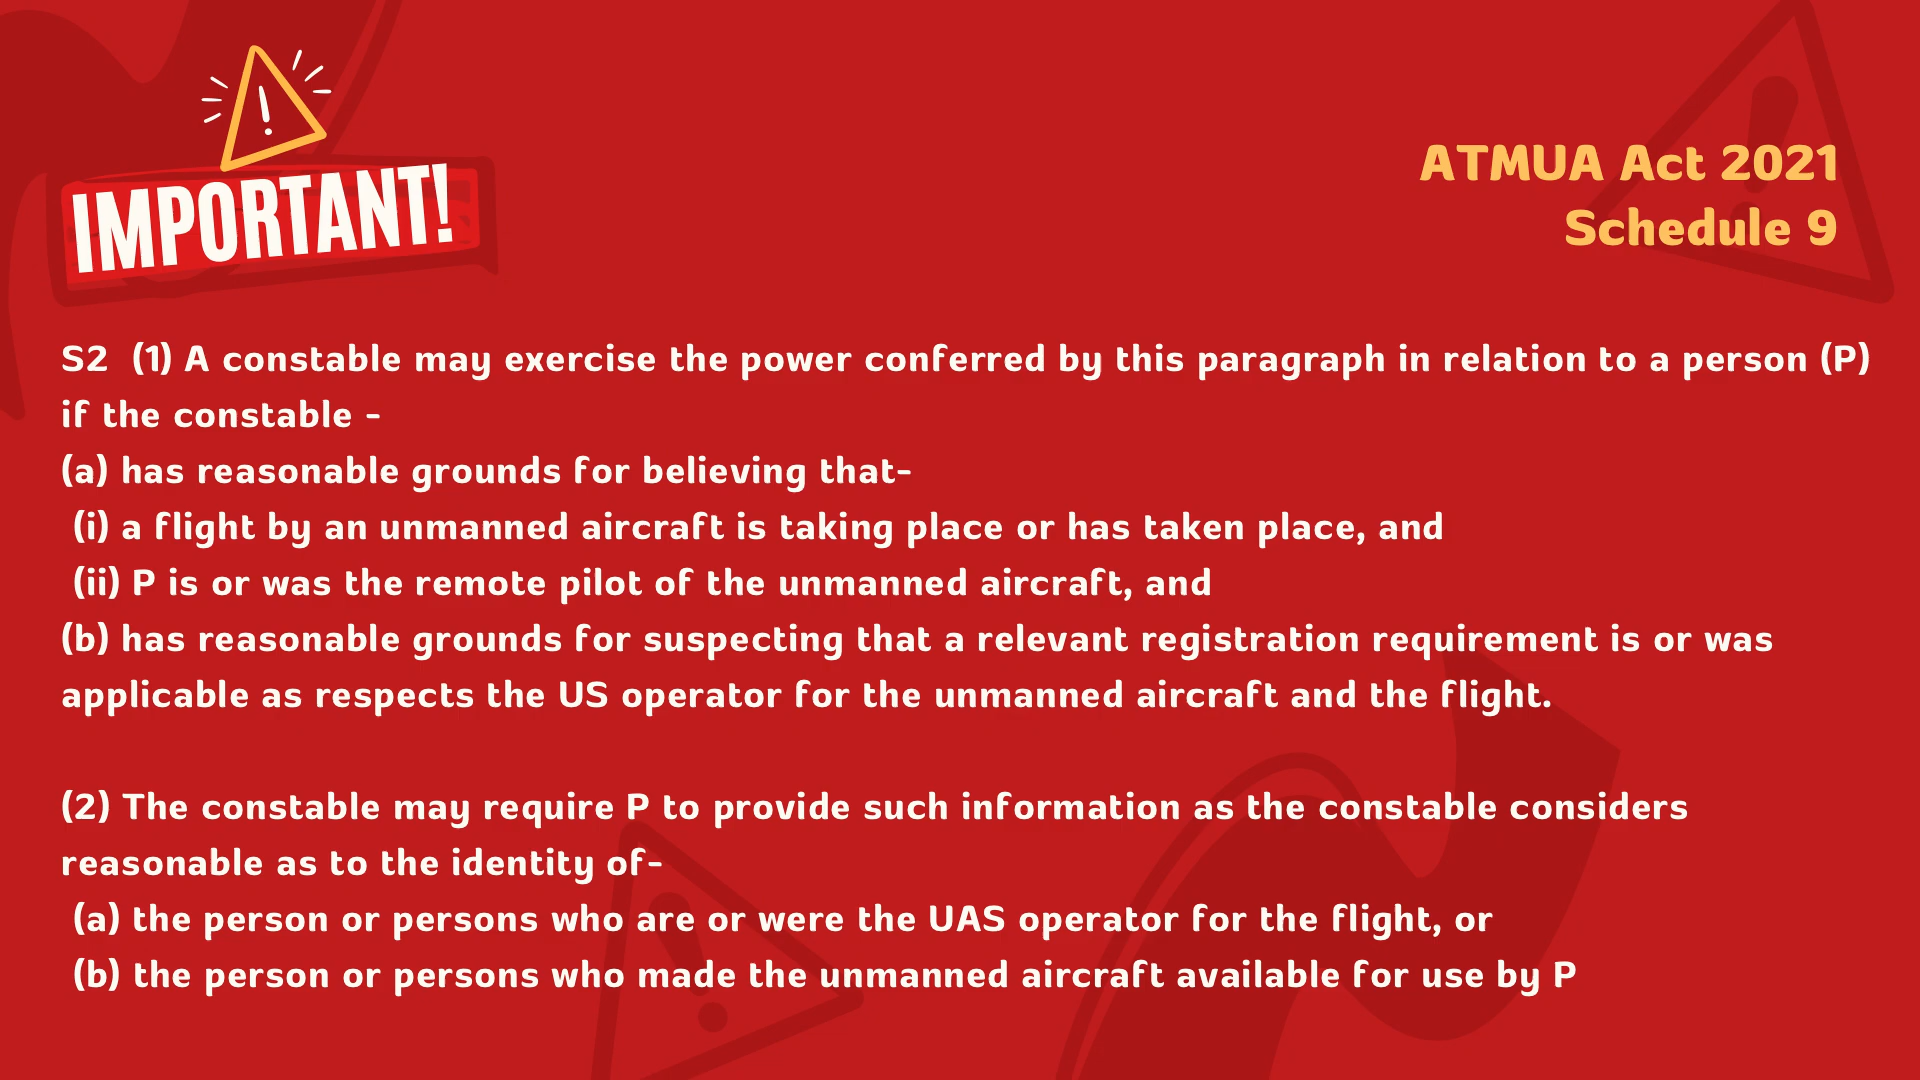 IMPORTANT!
ATMUA Act 2021
Schedule 9
S2 (1) A constable may exercise the power conferred by this paragraph in relation to a person (P)
if the constable -
(a) has reasonable grounds for believing that-
(i) a flight by an unmanned aircraft is taking place or has taken place, and
(ii) P is or was the remote pilot of the unmanned aircraft, and
(b) has reasonable grounds for suspecting that a relevant registration requirement is or was
applicable as respects the US operator for the unmanned aircraft and the flight.
(2) The constable may require P to provide such information as the constable considers
reasonable as to the identity of-
(a) the person or persons who are or were the UAS operator for the flight, or
(b) the person or persons who made the unmanned aircraft available for use by P